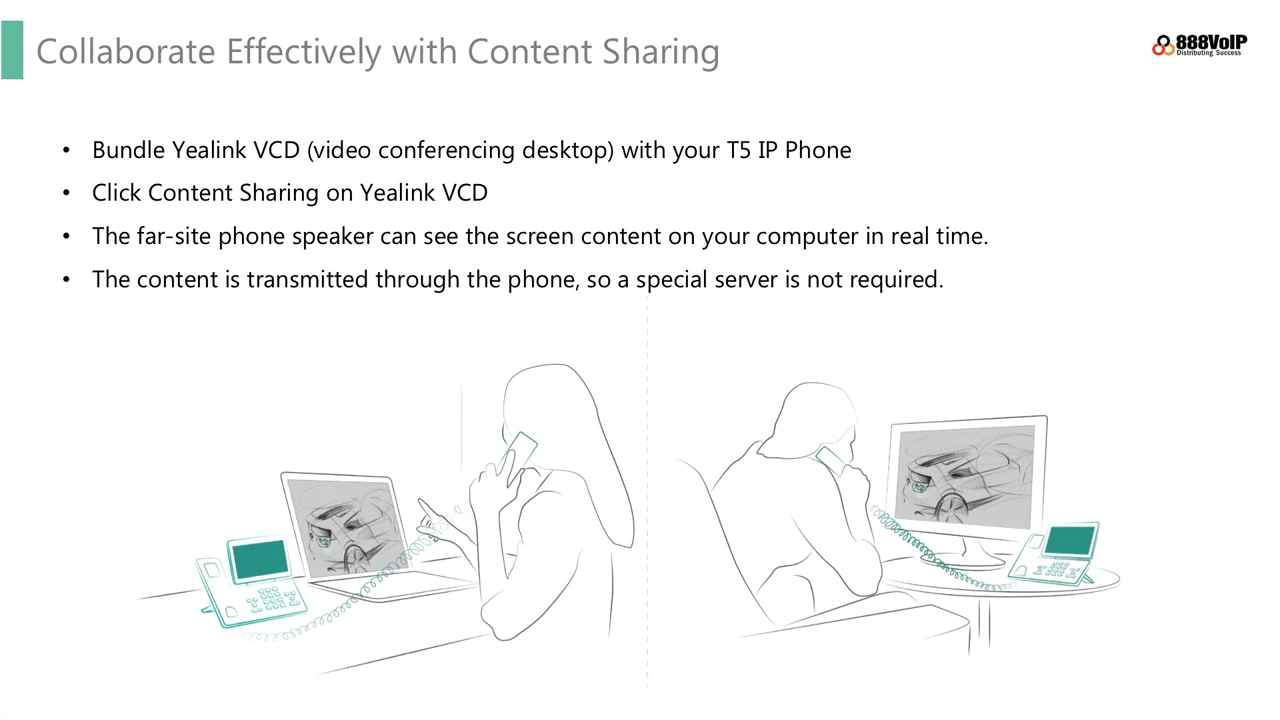 Collaborate Effectively with Content Sharing
888VoIP
Distributing Success
• Bundle Yealink VCD (video conferencing desktop) with your T5 IP Phone
• Click Content Sharing on Yealink VCD
• The far-site phone speaker can see the screen content on your computer in real time.
• The content is transmitted through the phone, so a special server is not required.